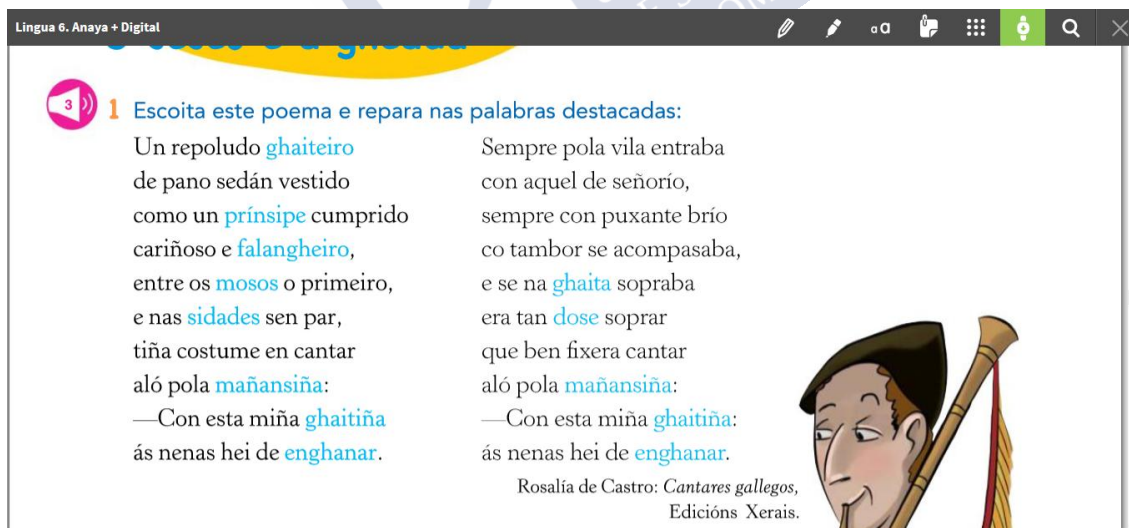 Lingua 6. Anaya + Digital
aa
o seseo e a gheada
3
1 Escoita este poema e repara nas palabras destacadas:
Un repoludo ghaiteiro
de pano sedán vestido
como un prínsipe cumprido
cariñoso e falangheiro,
entre os mosos o primeiro,
e nas sidades sen par,
tiña costume en cantar
aló pola mañansiña:
—Con esta miña ghaitiña
ás nenas hei de enghanar.
Sempre pola vila entraba
con aquel de señorío,
sempre con puxante brío
co tambor se acompasaba,
e se na ghaita sopraba
era tan dose soprar
que ben fixera cantar
aló pola mañansiña:
—Con esta miña ghaitiña:
ás nenas hei de enghanar.
Rosalía de Castro: Cantares gallegos,
Edicións Xerais.